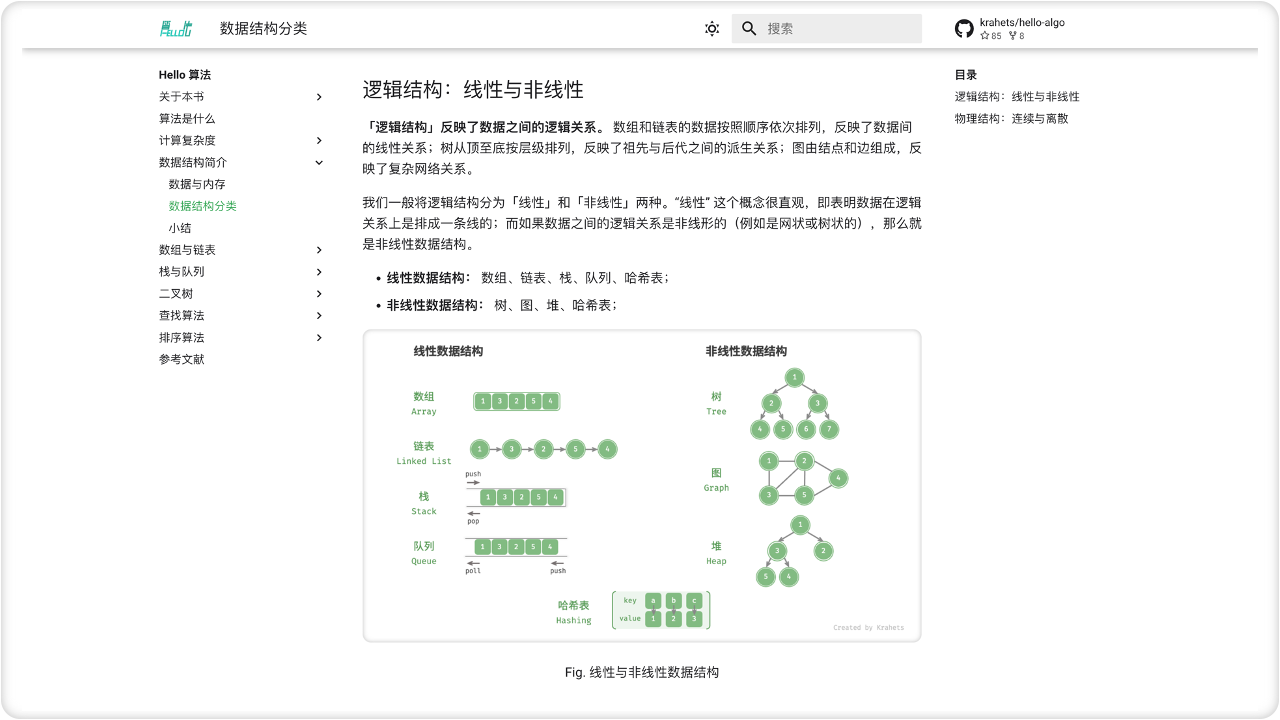 数据结构分类
搜索
krahets/hello-algo
85 8
Hello 算法
关于本书
算法是什么
计算复杂度
数据结构简介
数据与内存
数据结构分类
小结
数组与链表
栈与队列
二叉树
查找算法
排序算法
参考文献
逻辑结构：线性与非线性
「逻辑结构」反映了数据之间的逻辑关系。数组和链表的数据按照顺序依次排列，反映了数据间
的线性关系；树从顶至底按层级排列，反映了祖先与后代之间的派生关系；图由结点和边组成，反
映了复杂网络关系。
我们一般将逻辑结构分为「线性」和「非线性」两种。“线性” 这个概念很直观，即表明数据在逻辑
关系上是排成一条线的；而如果数据之间的逻辑关系是非线形的（例如是网状或树状的），那么就
是非线性数据结构。
• 线性数据结构： 数组、链表、栈、队列、哈希表；
• 非线性数据结构： 树、图、堆、哈希表；
线性数据结构
数组
Array
1 3 2 5 4
链表
Linked List
1 3 2 5 4
栈
Stack
push
1 3 2 5 4
pop
队列
Queue
1 3 2 5 4
poll push
非线性数据结构
树
Tree
1
2 3
4 5 6 7
图
Graph
1 2
4
3 5
堆
Heap
1
3 2
5 4
哈希表
Hashing
key a b c
value 1 2 3
Created by Krahets
Fig. 线性与非线性数据结构
目录
逻辑结构：线性与非线性
物理结构：连续与离散